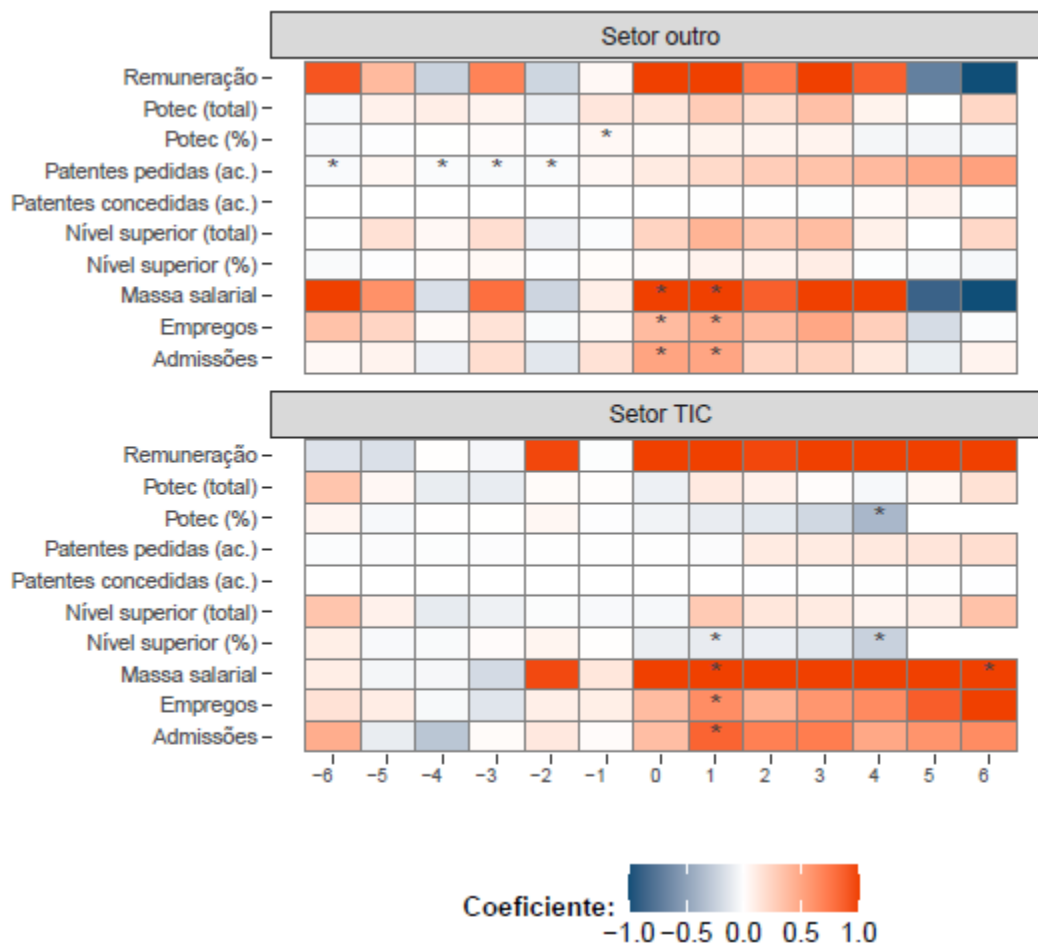 Setor outro
Remuneração
Potec (total)
Potec (%)
*
Patentes pedidas (ac.)
* * * *
Patentes concedidas (ac.)
Nível superior (total)
Nível superior (%)
Massa salarial
* *
Empregos
* *
Admissões
* *
Setor TIC
Remuneração
Potec (total)
Potec (%)
*
Patentes pedidas (ac.)
Patentes concedidas (ac.)
Nível superior (total)
Nível superior (%)
* *
Massa salarial
* *
Empregos
*
Admissões
*
−6 −5 −4 −3 −2 −1 0 1 2 3 4 5 6
Coeficiente:
−1.0 −0.5 0.0 0.5 1.0